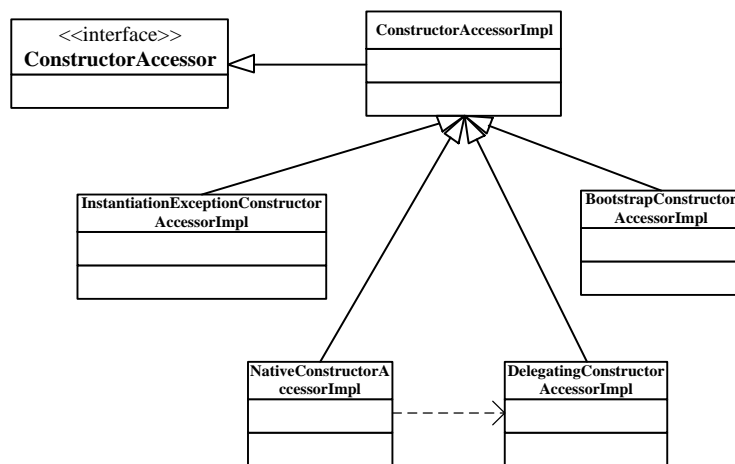 <<interface>>
ConstructorAccessor
ConstructorAccessorImpl
InstantiationExceptionConstructor
AccessorImpl
BootstrapConstructor
AccessorImpl
NativeConstructorA
ccessorImpl
DelegatingConstructor
AccessorImpl